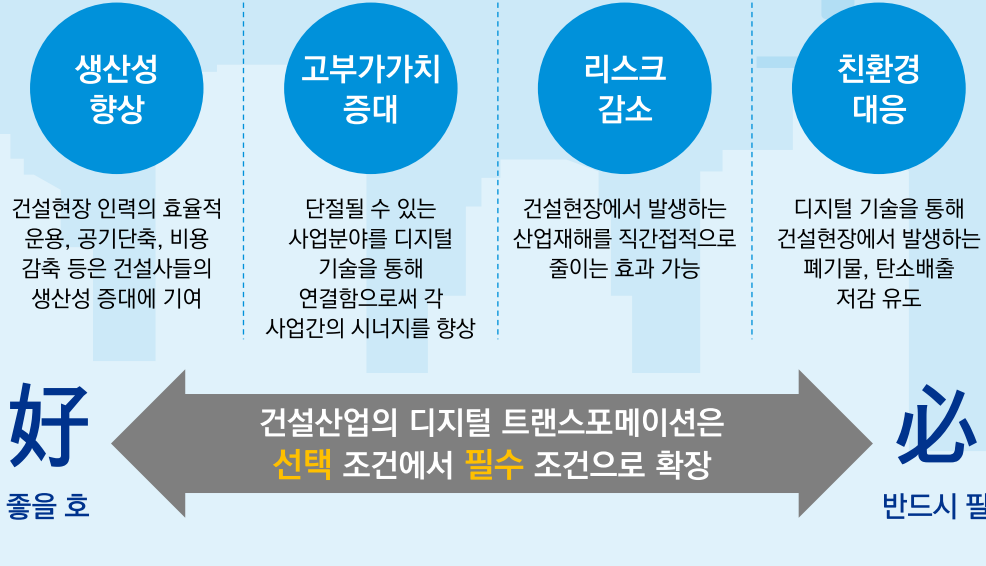 생산성
향상
고부가가치
증대
리스크
감소
친환경
대응
건설현장 인력의 효율적
운용, 공기단축, 비용
감축 등은 건설사들의
생산성 증대에 기여
단절될 수 있는
사업분야를 디지털
기술을 통해
연결함으로써 각
사업간의 시너지를 향상
건설현장에서 발생하는
산업재해를 직간접적으로
줄이는 효과 가능
디지털 기술을 통해
건설현장에서 발생하는
폐기물, 탄소배출
저감 유도
好
좋을 호
건설산업의 디지털 트랜스포메이션은
선택 조건에서 필수 조건으로 확장
必
반드시 필